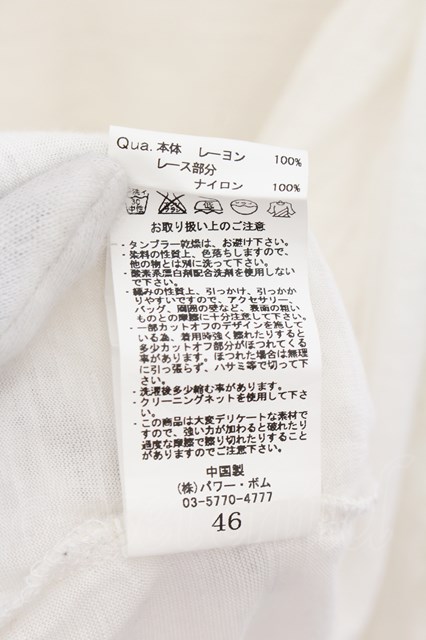 Qua. 本体 レーヨン 100%
レース部分
ナイロン 100%
お取り扱い上のご注意
・タンブラー乾燥は、お避け下さい。
・染料の性質上、色落ちしますので、
他の物とは別に洗って下さい。
・酸素系漂白剤配合洗剤を使用しない
で下さい。
・編みの性質上、引っかけ、引っかか
りやすいですので、アクセサリー、
バッグ、周囲の壁など、表面の粗い
ものとの摩擦に十分注意して下さい。
・一部カットオフのデザインを施して
いる為、着用時強く擦れたりすると
多少カットオフ部分がほつれてくる
事があります。ほつれた場合は無理
に引っ張らず、ハサミ等で切って下
さい。
・洗濯後多少縮む事が有ります。
・クリーニングネットを使用して下さ
い。
・この商品は大変デリケートな素材で
すので、強い力が加わると破れたり
過度な摩擦で擦り切れたりすること
がありますのでご注意下さい。
中国製
(株)パワー・ボム
03-5770-4777
46